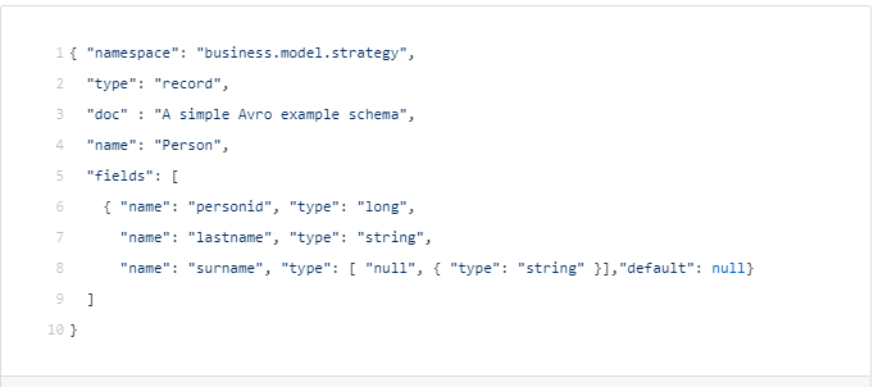 1 { "namespace": "business.model.strategy",
2 "type": "record",
3 "doc" : "A simple Avro example schema",
4 "name": "Person",
5 "fields": [
6 { "name": "personid", "type": "long",
7 "name": "lastname", "type": "string",
8 "name": "surname", "type": [ "null", { "type": "string" }],"default": null}
9 ]
10 }